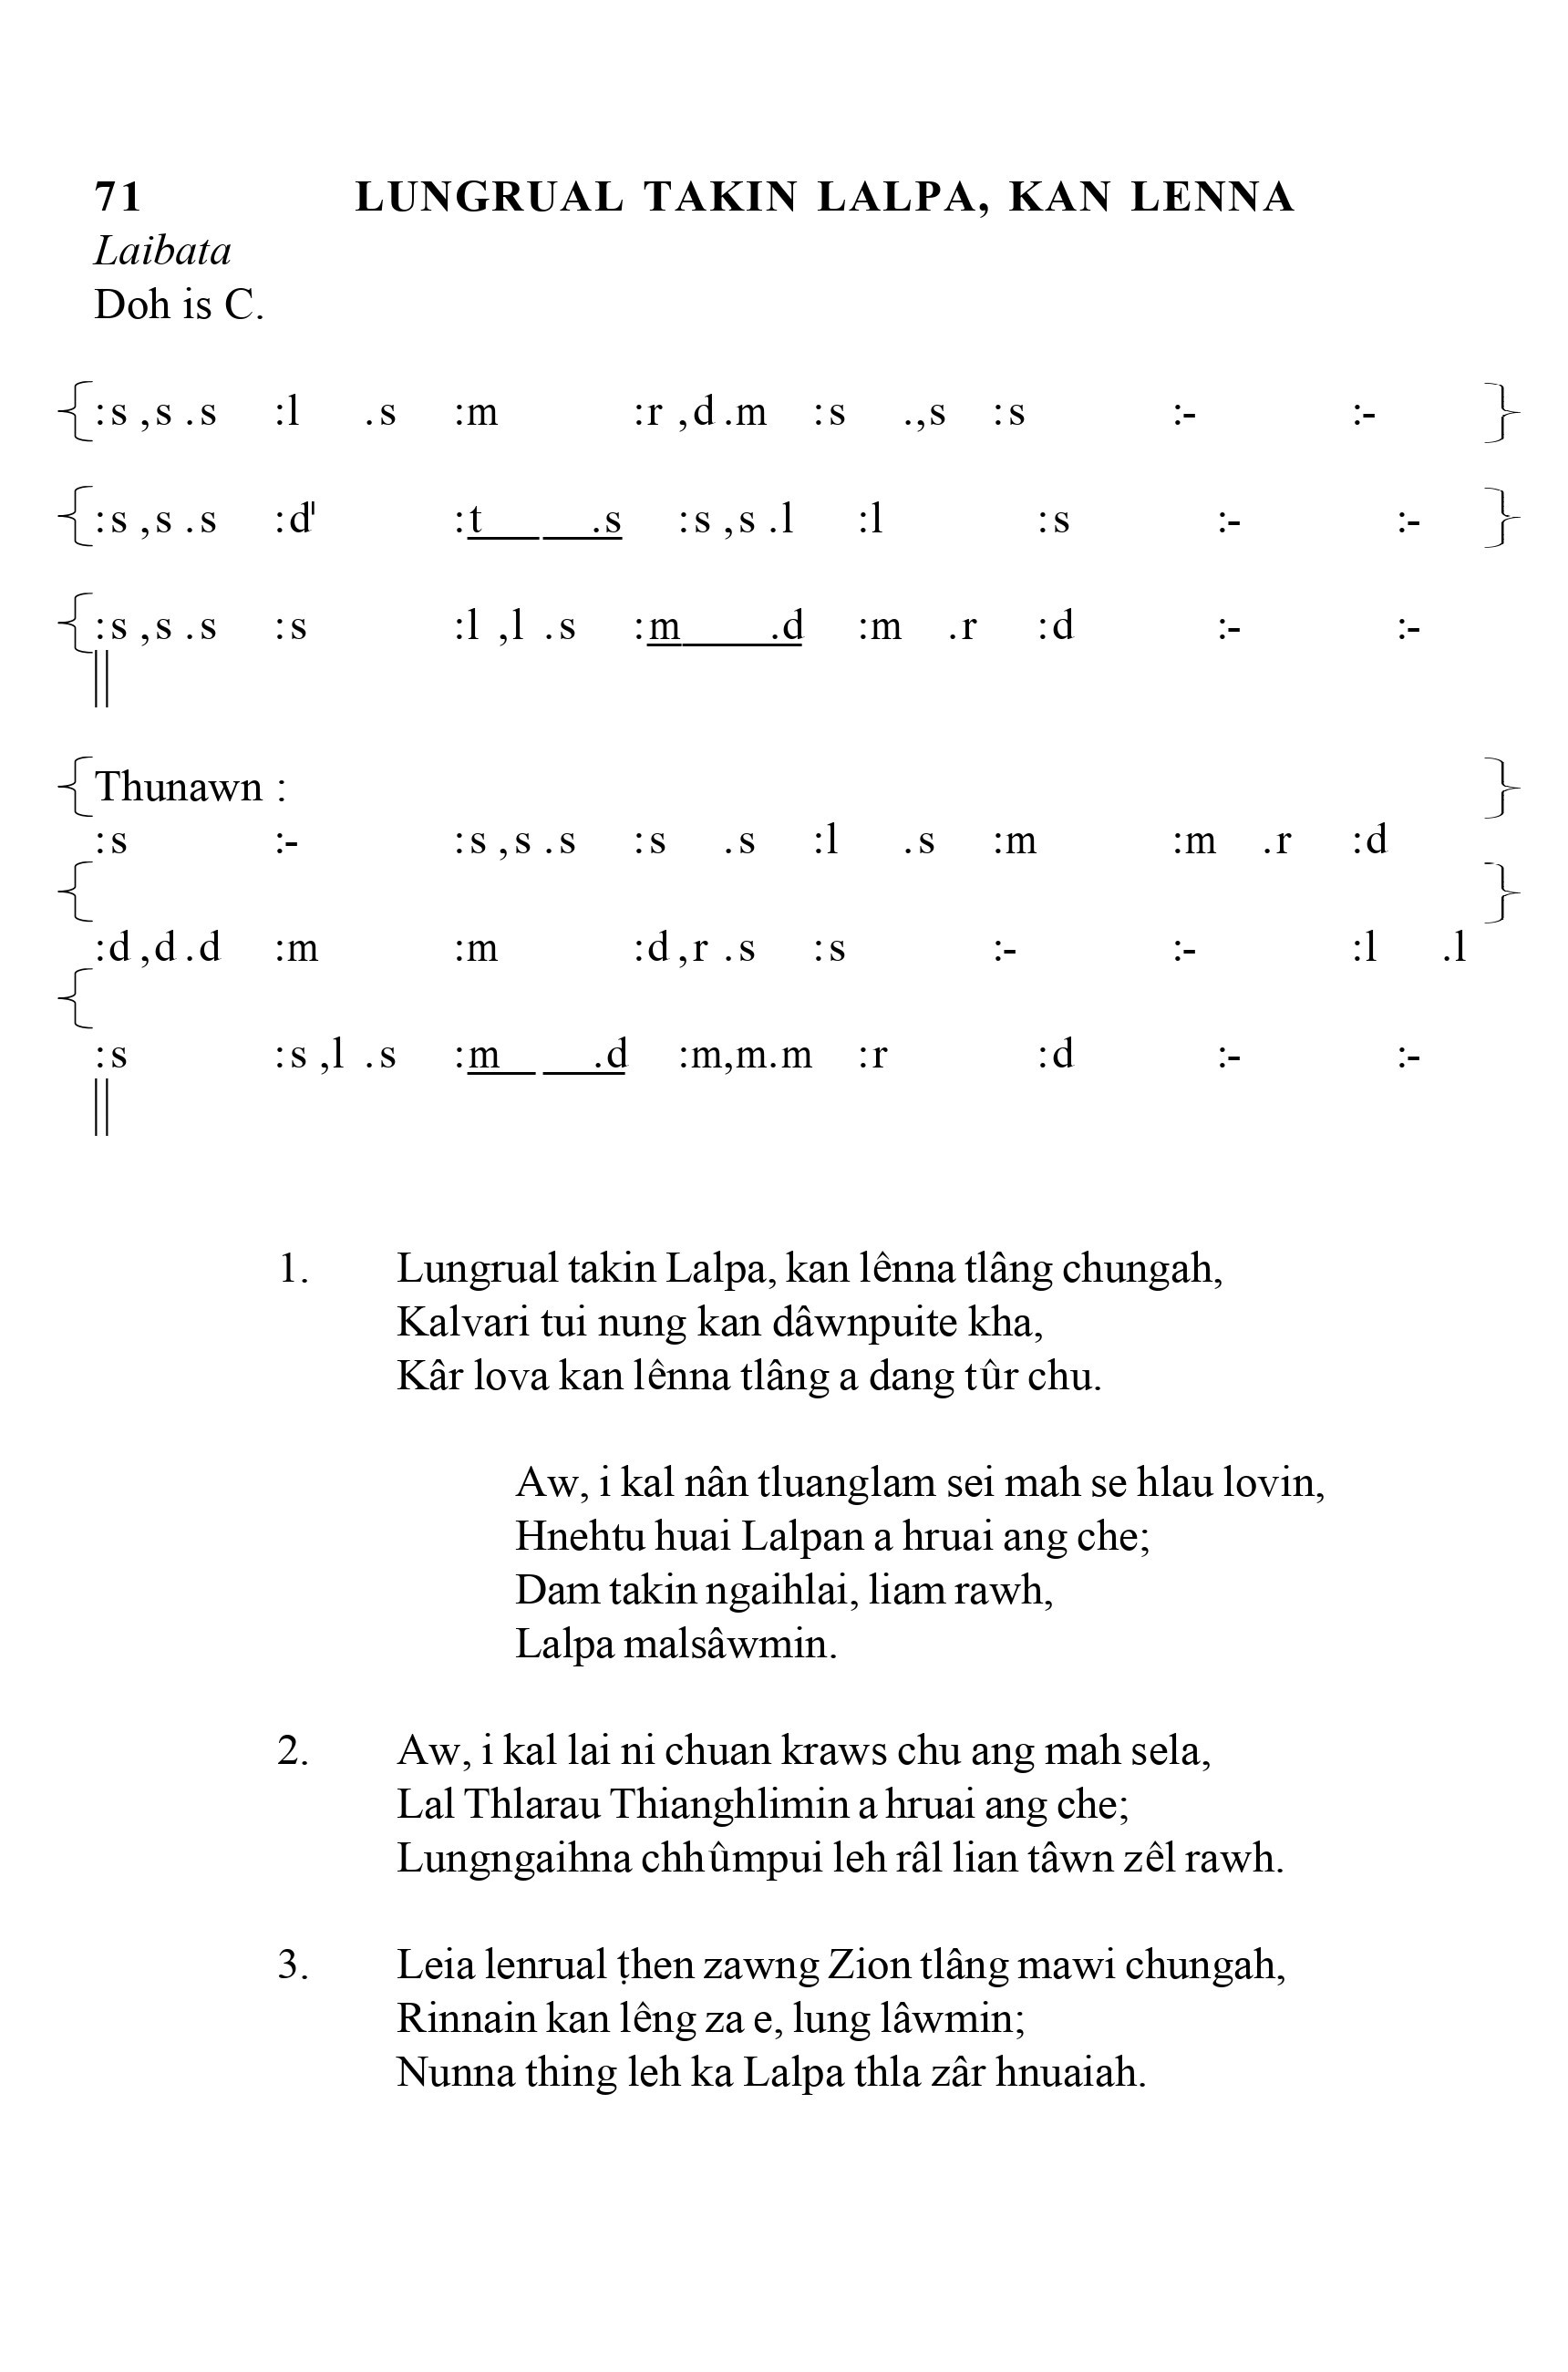 71 LUNGRUAL TAKIN LALPA, KAN LENNA
Laibata
Doh is C.
{:s ,s .s :l .s :m :r ,d .m :s .,s :s :- :- }
{:s ,s .s :d' :t .s :s ,s .l :l :s :- :- }
{:s ,s .s :s :l ,l .s :m .d :m .r :d :- :-
||
{Thunawn : }
:s :- :s ,s .s :s .s :l .s :m :m .r :d
{ }
:d ,d .d :m :m :d ,r .s :s :- :- :l .l
{
:s :s ,l .s :m .d :m,m.m :r :d :- :-
||
1. Lungrual takin Lalpa, kan lênna tlâng chungah,
Kalvari tui nung kan dâwnpuite kha,
Kâr lova kan lênna tlâng a dang tûr chu.
Aw, i kal nân tluanglam sei mah se hlau lovin,
Hnehtu huai Lalpan a hruai ang che;
Dam takin ngaihlai, liam rawh,
Lalpa malsâwmin.
2. Aw, i kal lai ni chuan kraws chu ang mah sela,
Lal Thlarau Thianghlimin a hruai ang che;
Lungngaihna chhûmpui leh râl lian tâwn zêl rawh.
3. Leia lenrual ṭhen zawng Zion tlâng mawi chungah,
Rinnain kan lêng za e, lung lâwmin;
Nunna thing leh ka Lalpa thla zâr hnuaiah.